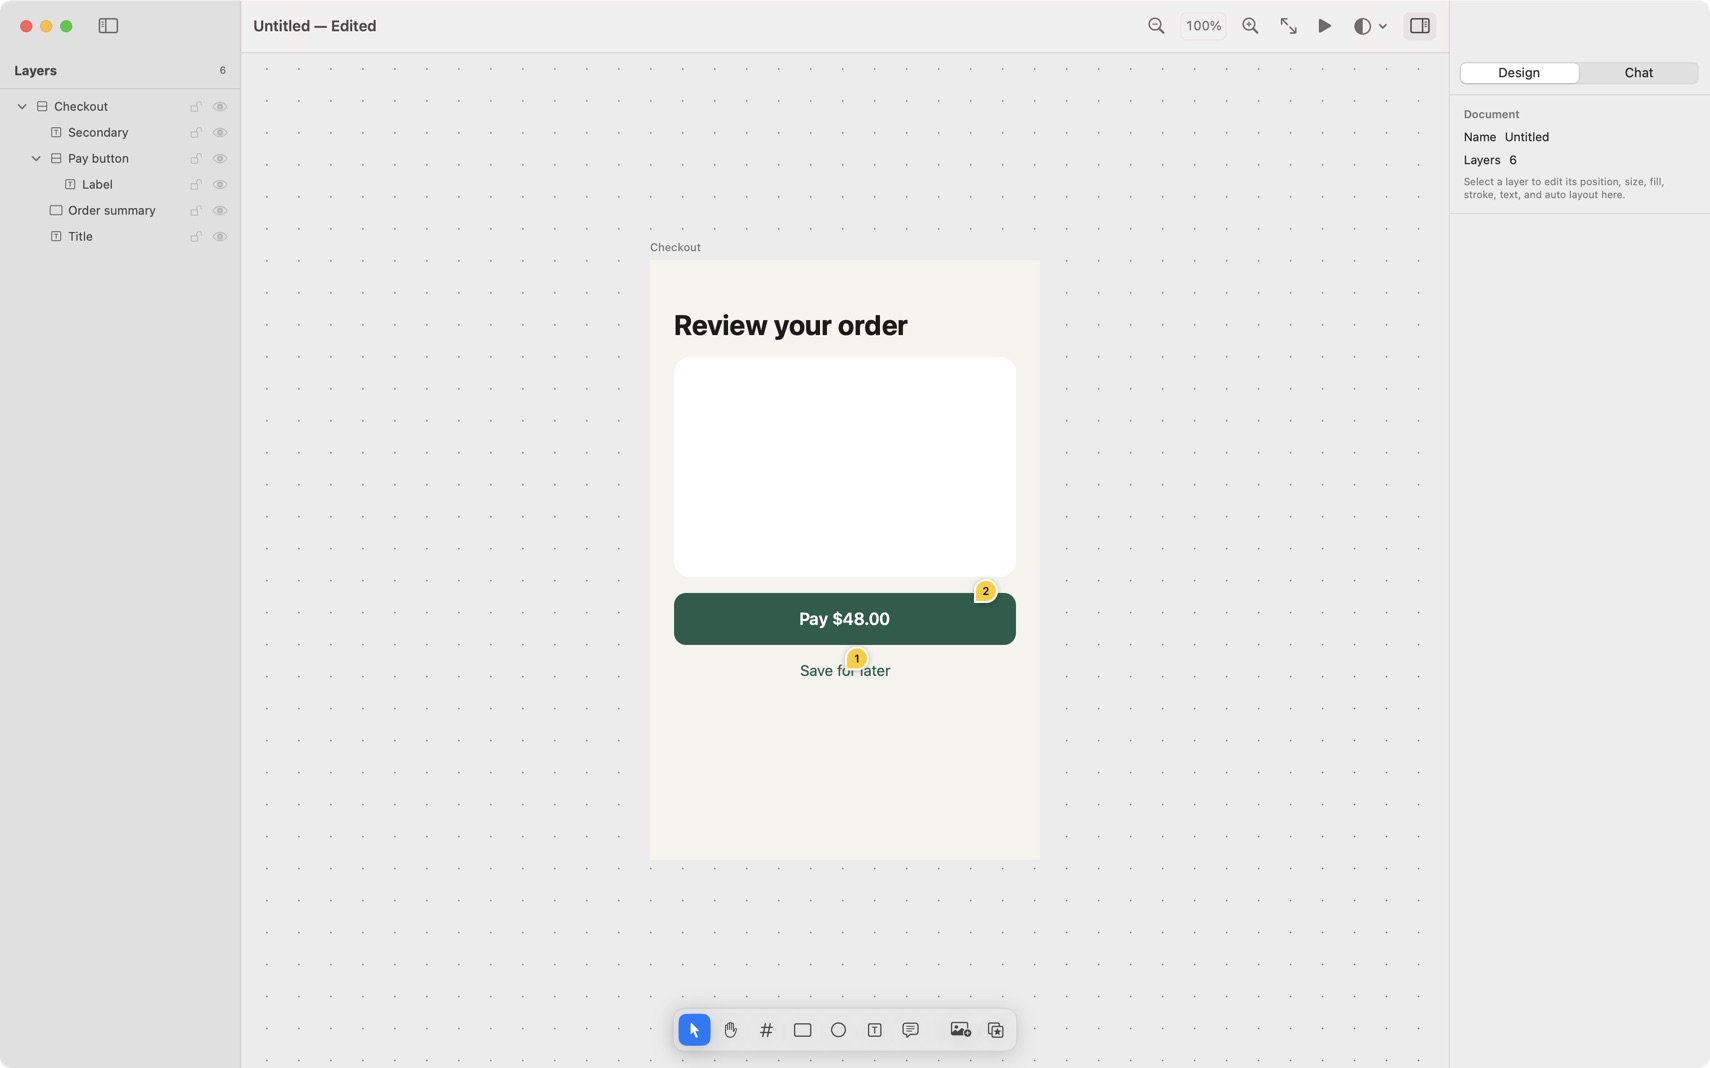 Untitled — Edited
100%
Layers 6
Checkout
Secondary
Pay button
Label
Order summary
Title
Checkout
Review your order
2
Pay $48.00
1
Save for later
Design Chat
Document
Name Untitled
Layers 6
Select a layer to edit its position, size, fill,
stroke, text, and auto layout here.